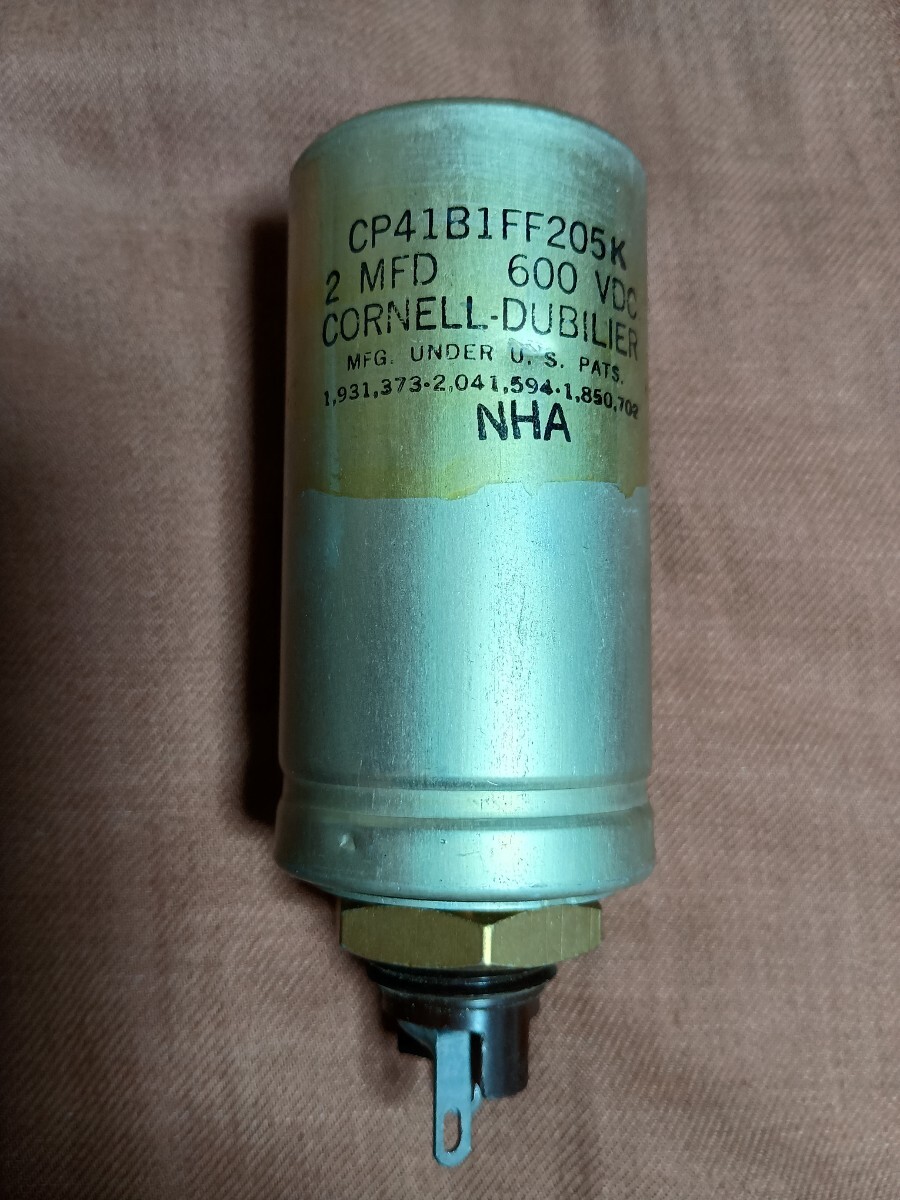 CP41B1FF205K
2 MFD 600 VDC
CORNELL-DUBILIER
MFG. UNDER U. S. PATS.
1,931,373·2,041,594·1,850,702
NHA